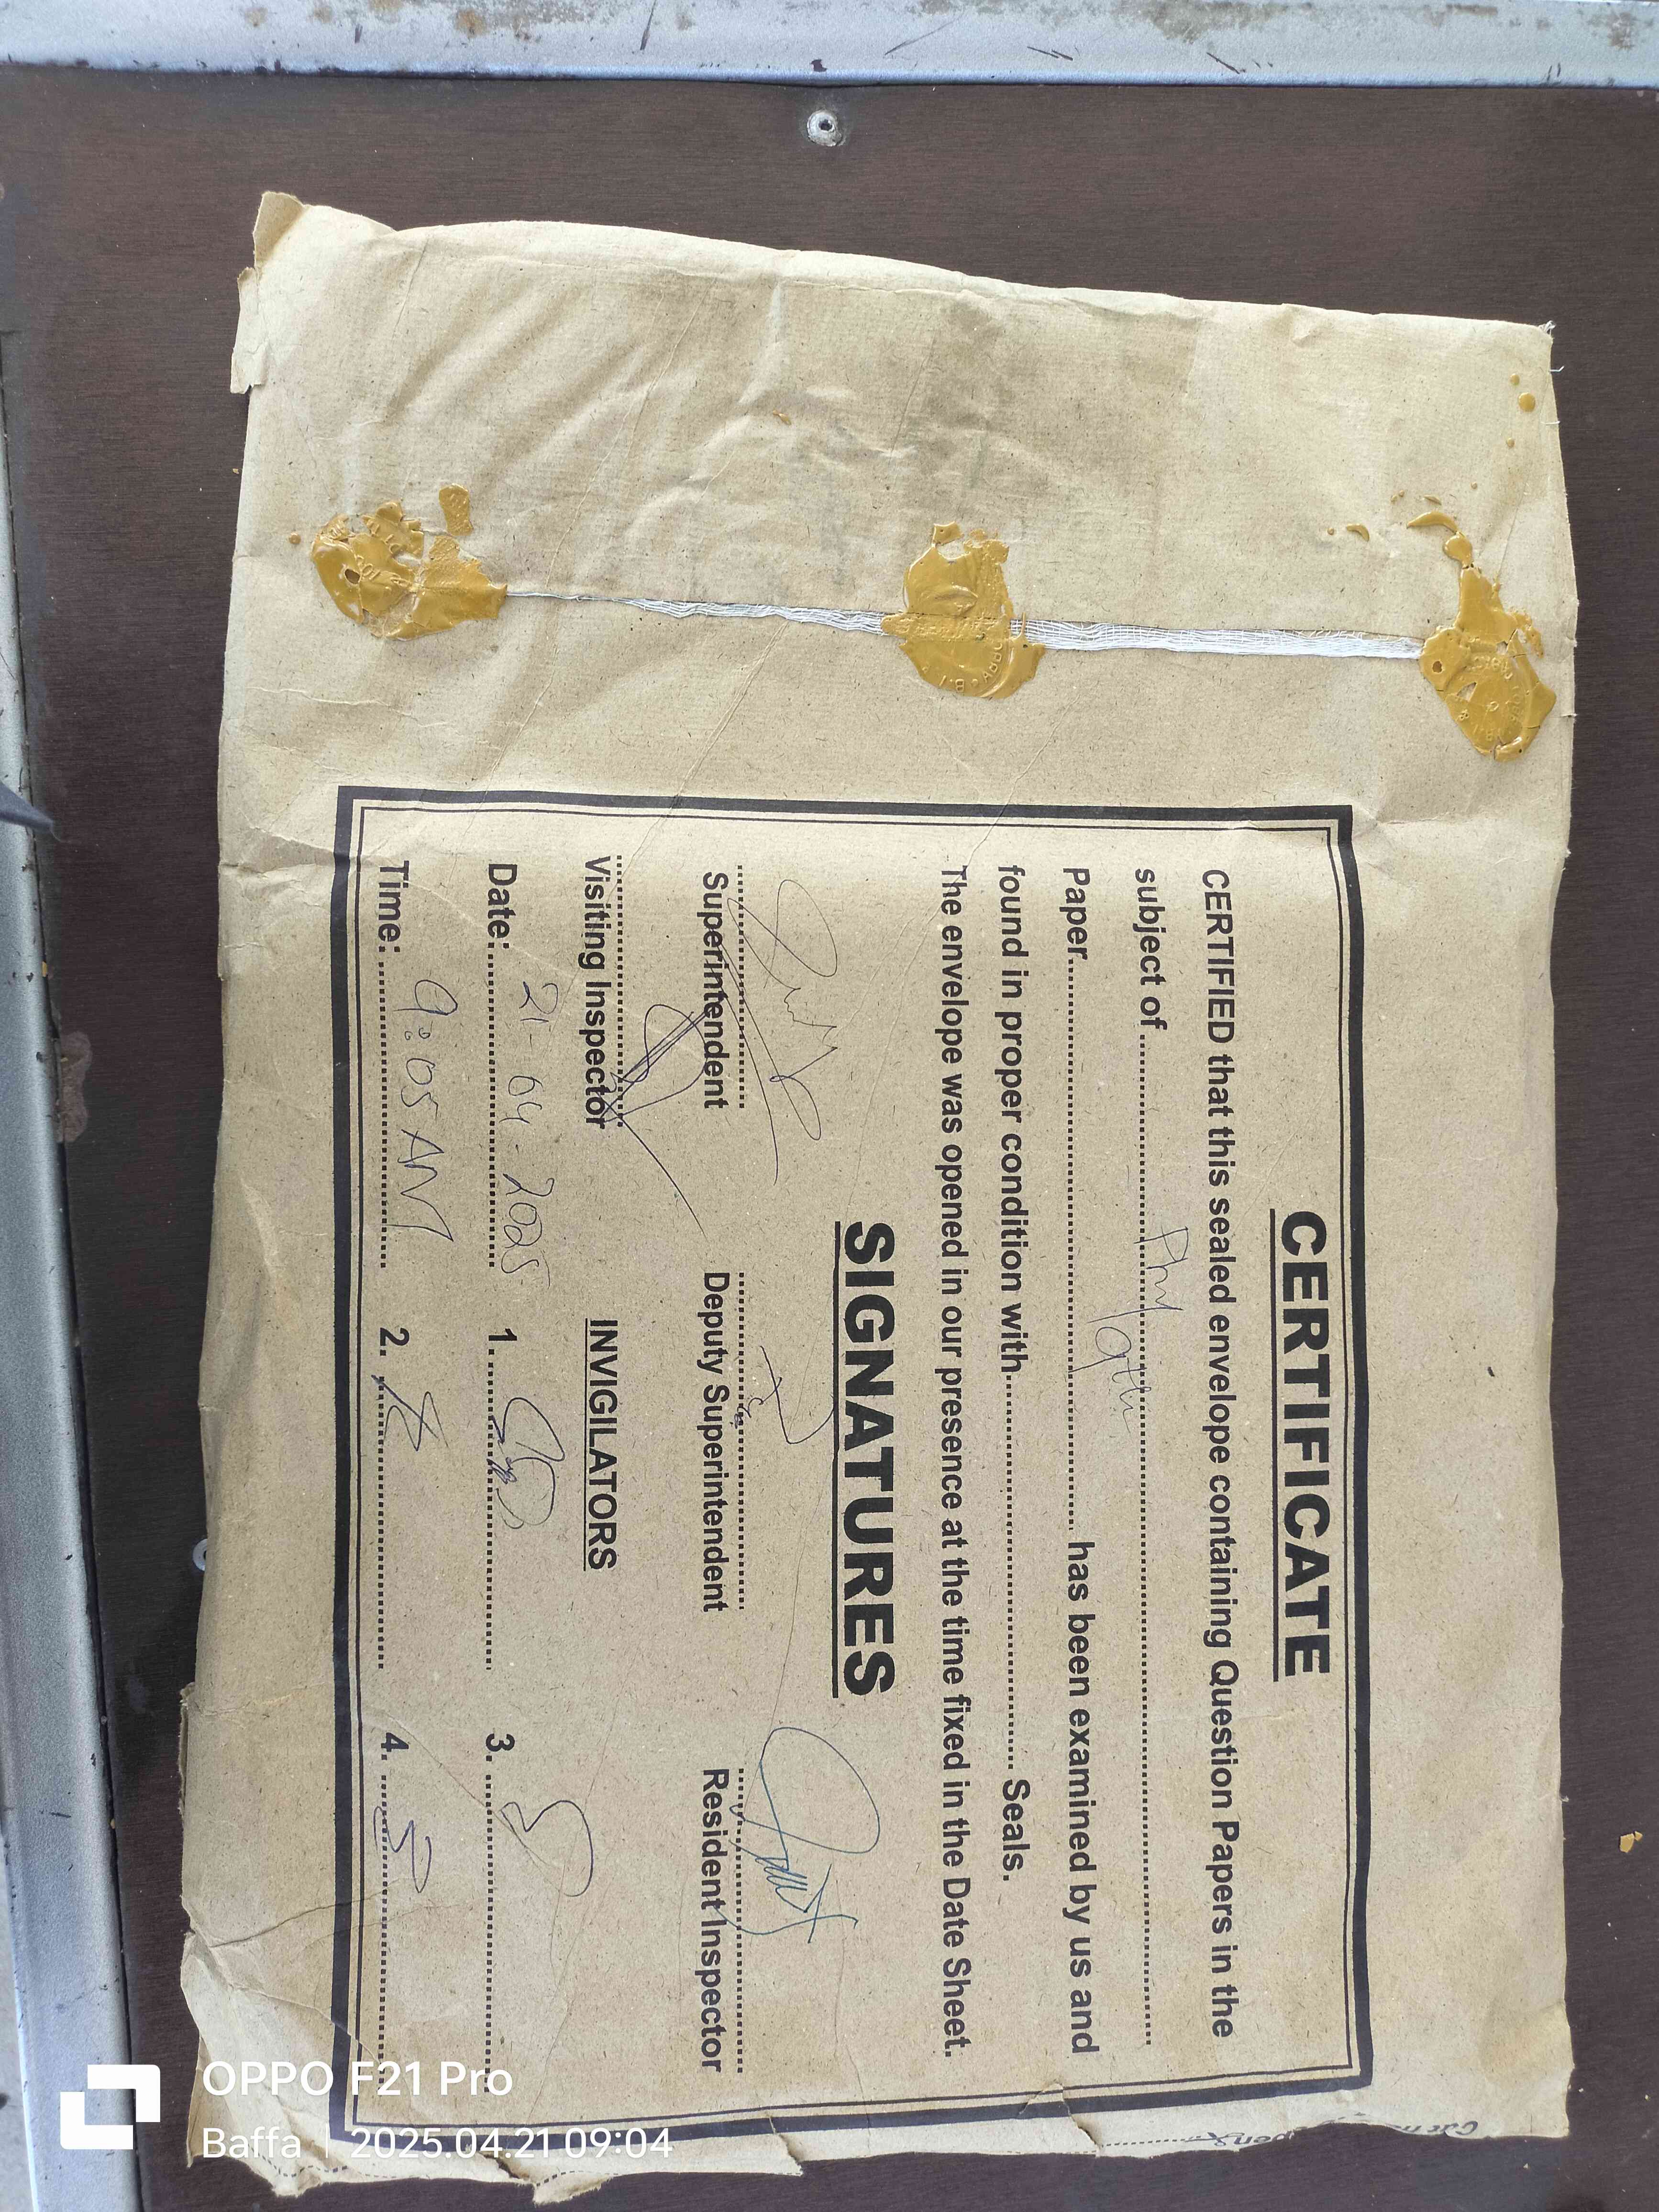 CERTIFICATE
CERTIFIED that this sealed envelope containing Question Papers in the
subject of Phy
Paper 9th has been examined by us and
found in proper condition with Seals.
The envelope was opened in our presence at the time fixed in the Date Sheet.
SIGNATURES
Superintendent Deputy Superintendent Resident Inspector
Visiting Inspector INVIGILATORS
Date: 21-04-2025 1. 3.
Time: 9:05 AM 2. 4.
OPPO F21 Pro
Baffa | 2025.04.21 09:04